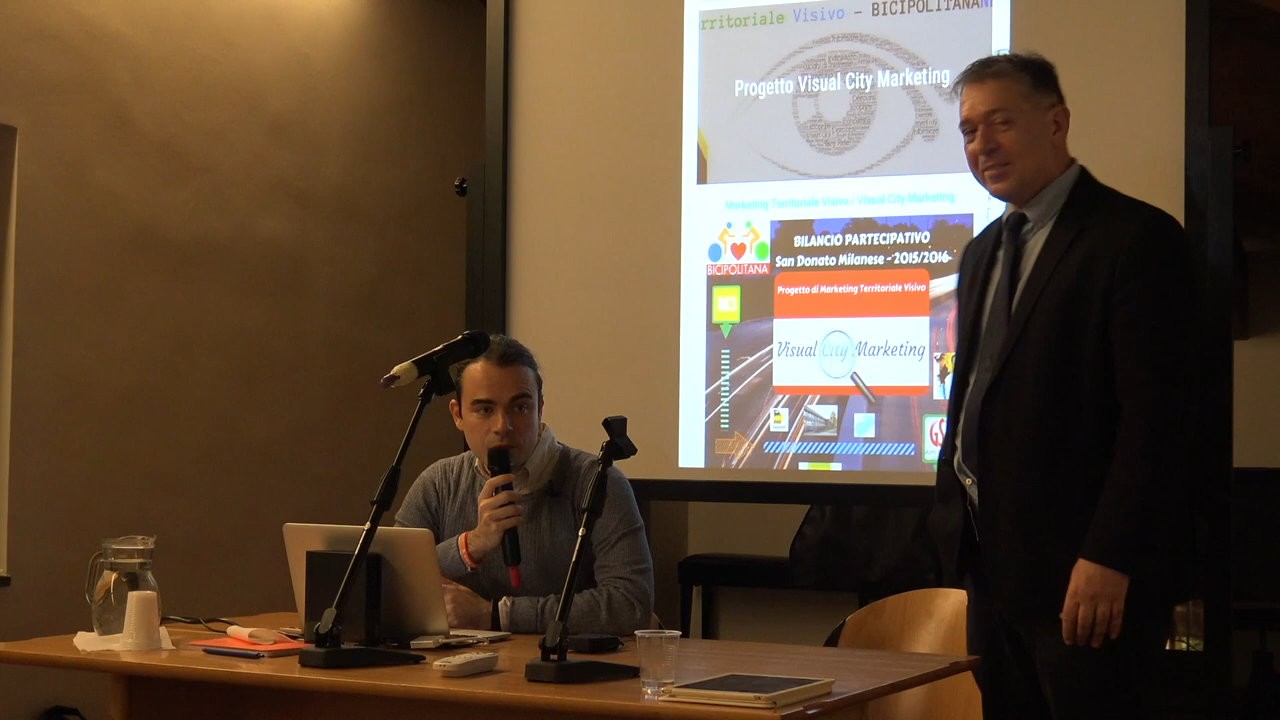 rritoriale Visivo – BICIPOLITANA
Progetto Visual City Marketing
Marketing Territoriale Visivo / Visual City Marketing
BICIPOLITANA
BILANCIO PARTECIPATIVO
San Donato Milanese - 2015/2016
Progetto di Marketing Territoriale Visivo
Visual City Marketing